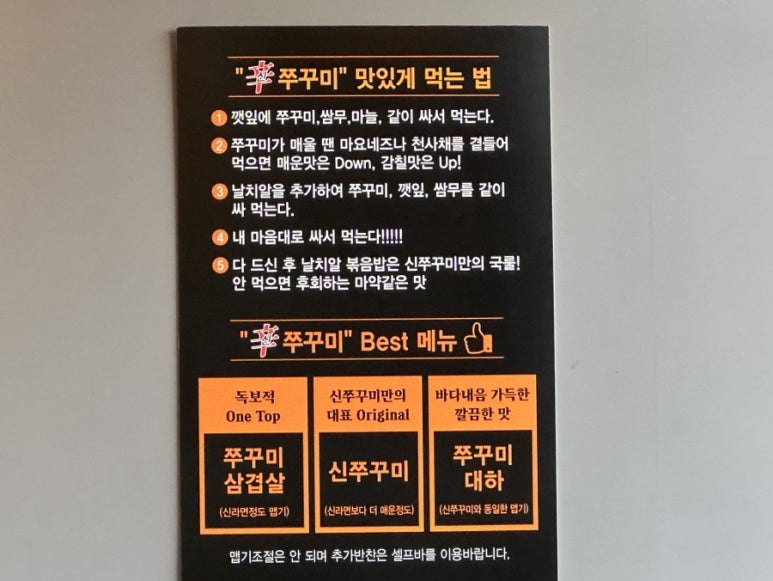 "辛쭈꾸미" 맛있게 먹는 법
1 깻잎에 쭈꾸미,쌈무,마늘, 같이 싸서 먹는다.
2 쭈꾸미가 매울 땐 마요네즈나 천사채를 곁들어
먹으면 매운맛은 Down, 감칠맛은 Up!
3 날치알을 추가하여 쭈꾸미, 깻잎, 쌈무를 같이
싸 먹는다.
4 내 마음대로 싸서 먹는다!!!!!
5 다 드신 후 날치알 볶음밥은 신쭈꾸미만의 국룰!
안 먹으면 후회하는 마약같은 맛
"辛쭈꾸미" Best 메뉴
독보적
One Top
쭈꾸미
삼겹살
(신라면정도 맵기)
신쭈꾸미만의
대표 Original
신쭈꾸미
(신라면보다 더 매운정도)
바다내음 가득한
깔끔한 맛
쭈꾸미
대하
(신쭈꾸미와 동일한 맵기)
맵기조절은 안 되며 추가반찬은 셀프바를 이용바랍니다.